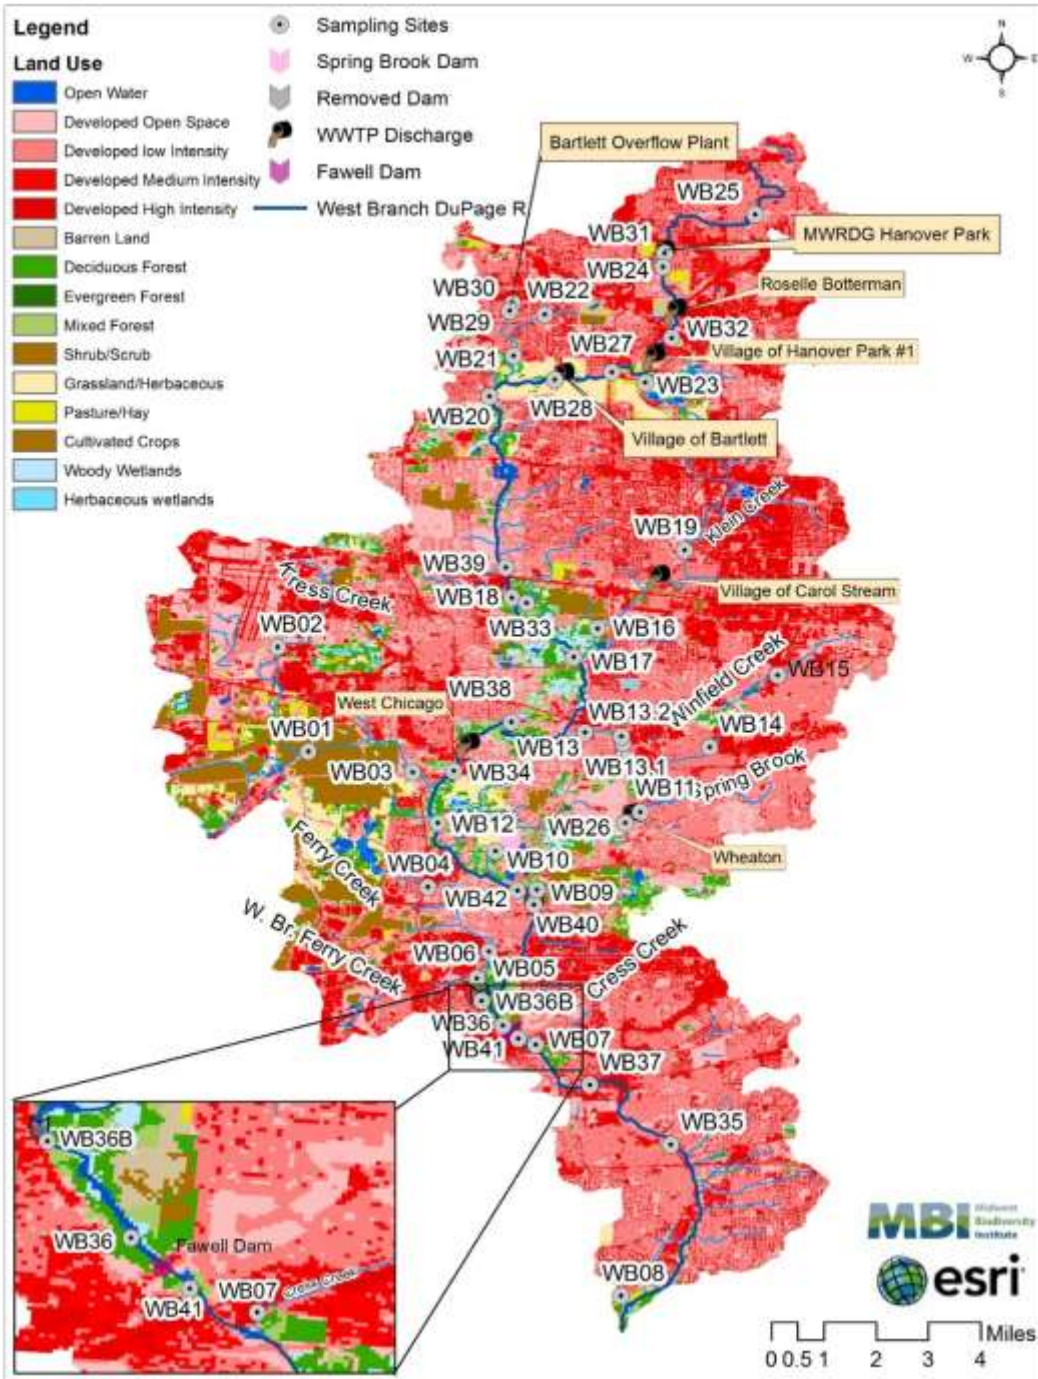 Legend
Land Use
Open Water
Developed Open Space
Developed low Intensity
Developed Medium Intensity
Developed High Intensity
Barren Land
Deciduous Forest
Evergreen Forest
Mixed Forest
Shrub/Scrub
Grassland/Herbaceous
Pasture/Hay
Cultivated Crops
Woody Wetlands
Herbaceous wetlands
Sampling Sites
Spring Brook Dam
Removed Dam
WWTP Discharge
Fawell Dam
West Branch DuPage R
N
W
E
S
Bartlett Overflow Plant
WB25
WB31
MWRDG Hanover Park
WB24
Roselle Botterman
WB30
WB22
WB29
WB32
WB27
Village of Hanover Park #1
WB21
WB23
WB20
WB28
Village of Bartlett
Klein Creek
WB19
WB39
Kress Creek
WB18
Village of Carol Stream
WB02
WB33
WB16
WB17
Winfield Creek
WB15
WB38
West Chicago
WB13.2
WB14
WB01
WB13
WB03
WB34
WB13.1
WB11
Spring Brook
WB12
WB26
Ferry Creek
WB10
Wheaton
WB04
WB42
WB09
W. Br. Ferry Creek
WB40
WB06
Cress Creek
WB05
WB36B
WB36
WB41
WB07
WB37
WB35
WB08
WB36B
WB36
Fawell Dam
WB07
Cress Creek
WB41
MBI Midwest
Biodiversity
Institute
esri
Miles
0 0.5 1 2 3 4